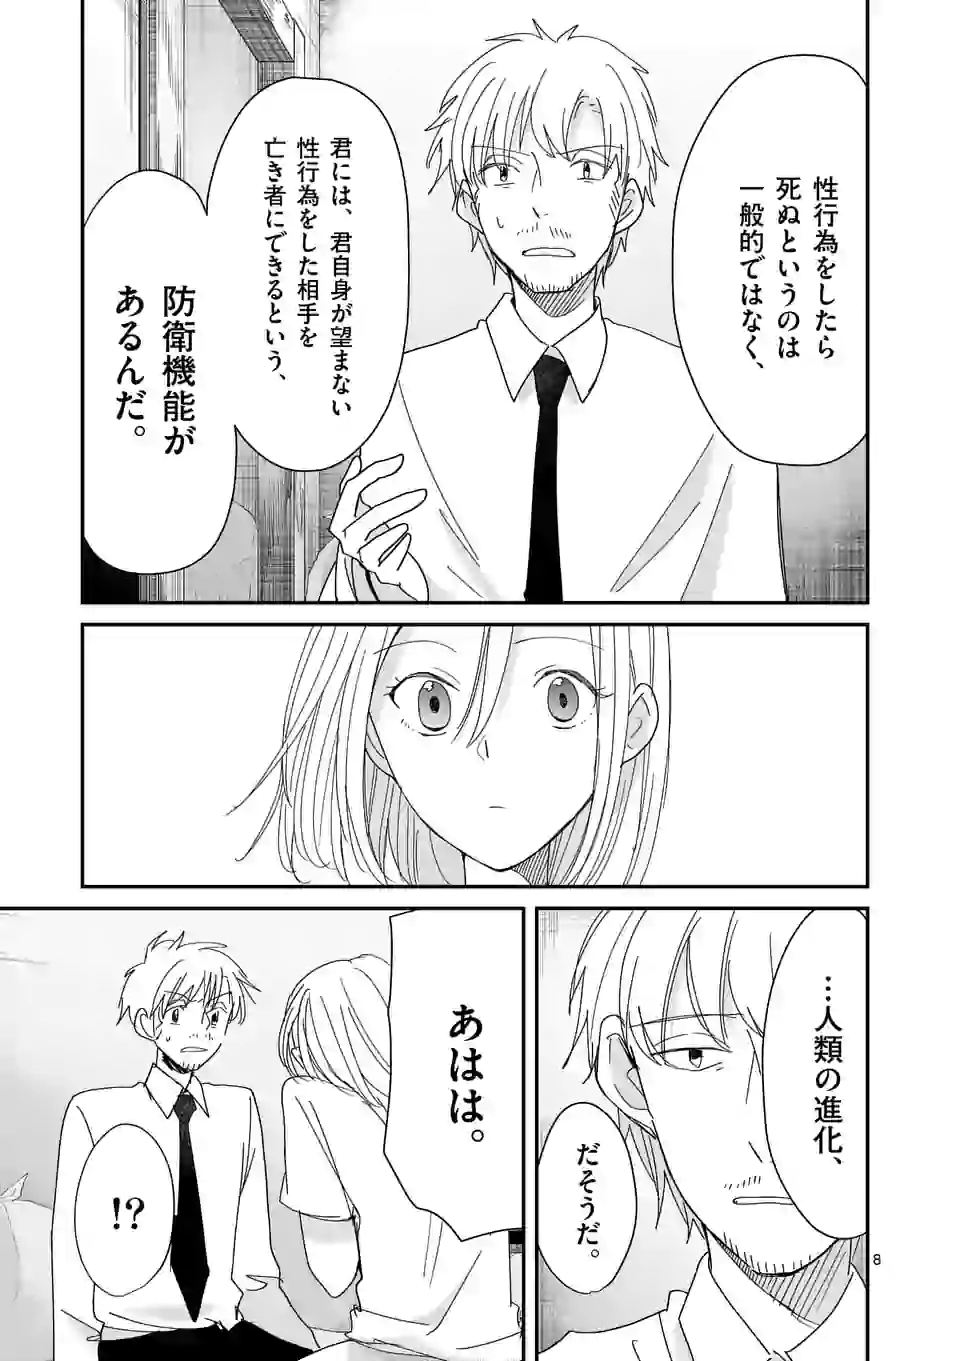 性行為をしたら
死ぬというのは
一般的ではなく、
君には、君自身が望まない
性行為をした相手を
亡き者にできるという、
防衛機能が
あるんだ。
…人類の進化、
だそうだ。
あはは。
!?
8